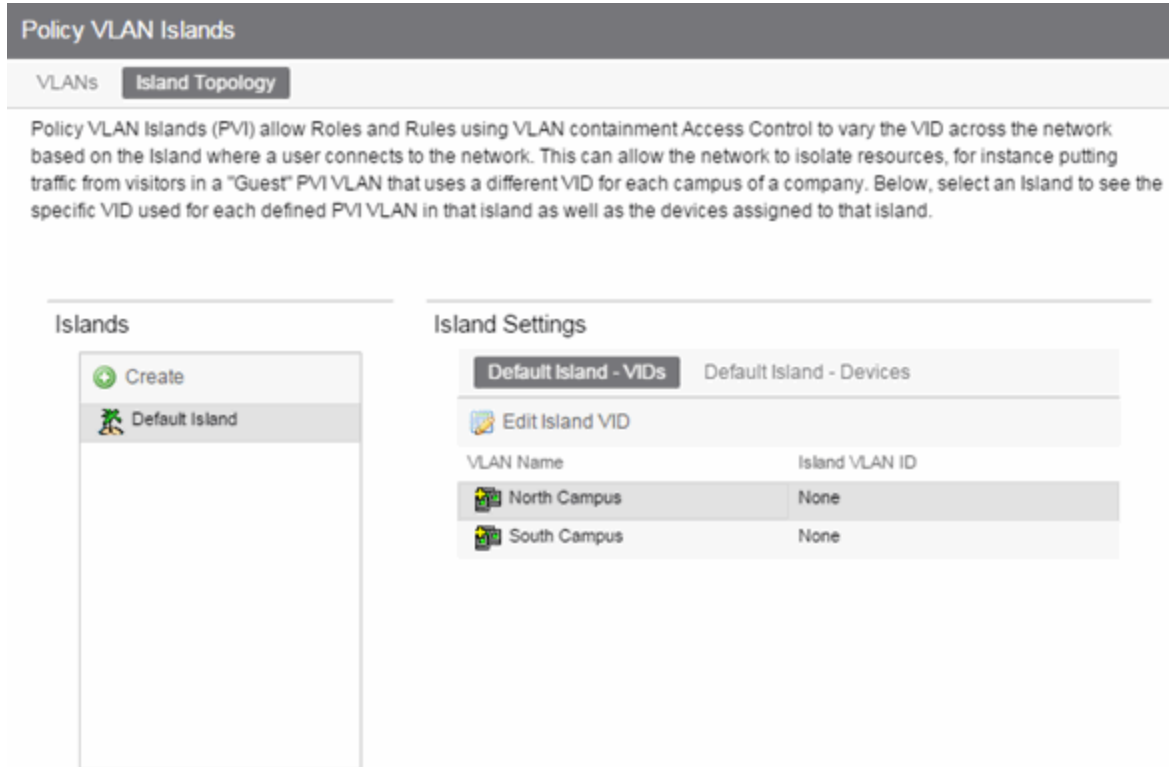 Policy VLAN Islands
VLANs Island Topology
Policy VLAN Islands (PVI) allow Roles and Rules using VLAN containment Access Control to vary the VID across the network
based on the Island where a user connects to the network. This can allow the network to isolate resources, for instance putting
traffic from visitors in a "Guest" PVI VLAN that uses a different VID for each campus of a company. Below, select an Island to see the
specific VID used for each defined PVI VLAN in that island as well as the devices assigned to that island.
Islands
Create
Default Island
Island Settings
Default Island - VIDs Default Island - Devices
Edit Island VID
VLAN Name Island VLAN ID
North Campus None
South Campus None